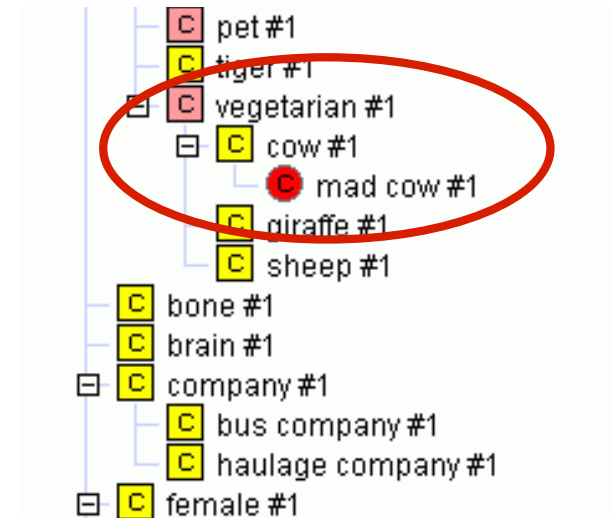 C pet #1
C tiger #1
C vegetarian #1
C cow #1
C mad cow #1
C giraffe #1
C sheep #1
C bone #1
C brain #1
C company #1
C bus company #1
C haulage company #1
C female #1